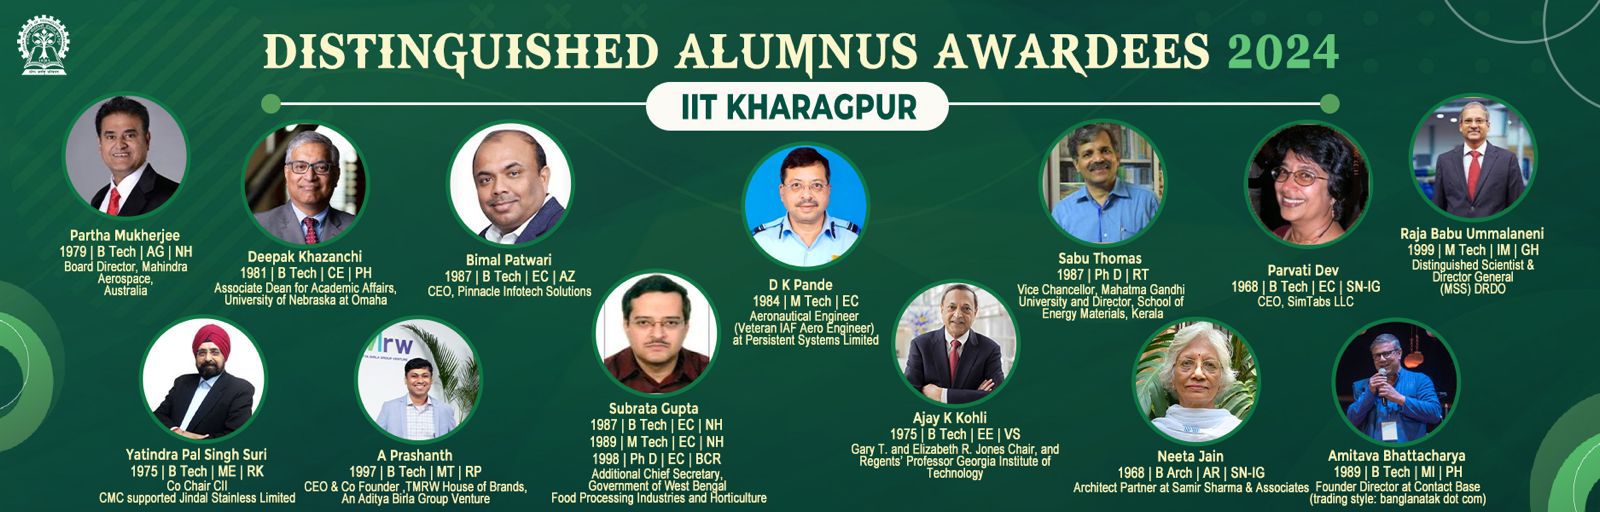 DISTINGUISHED ALUMNUS AWARDEES 2024
IIT KHARAGPUR
Partha Mukherjee
1979 | B Tech | AG | NH
Board Director, Mahindra
Aerospace,
Australia
Deepak Khazanchi
1981 | B Tech | CE | PH
Associate Dean for Academic Affairs,
University of Nebraska at Omaha
Bimal Patwari
1987 | B Tech | EC | AZ
CEO, Pinnacle Infotech Solutions
D K Pande
1984 | M Tech | EC
Aeronautical Engineer
(Veteran IAF Aero Engineer)
at Persistent Systems Limited
Sabu Thomas
1987 | Ph D | RT
Vice Chancellor, Mahatma Gandhi
University and Director, School of
Energy Materials, Kerala
Parvati Dev
1968 | B Tech | EC | SN-IG
CEO, SimTabs LLC
Raja Babu Ummalaneni
1999 | M Tech | IM | GH
Distinguished Scientist &
Director General
(MSS) DRDO
Yatindra Pal Singh Suri
1975 | B Tech | ME | RK
Co Chair CII
CMC supported Jindal Stainless Limited
mrw
A BIRLA GROUP VENTURE
A Prashanth
1997 | B Tech | MT | RP
CEO & Co Founder ,TMRW House of Brands,
An Aditya Birla Group Venture
Subrata Gupta
1987 | B Tech | EC | NH
1989 | M Tech | EC | NH
1998 | Ph D | EC | BCR
Additional Chief Secretary,
Government of West Bengal
Food Processing Industries and Horticulture
Ajay K Kohli
1975 | B Tech | EE | VS
Gary T. and Elizabeth R. Jones Chair, and
Regents' Professor Georgia Institute of
Technology
Neeta Jain
1968 | B Arch | AR | SN-IG
Architect Partner at Samir Sharma & Associates
Amitava Bhattacharya
1989 | B Tech | MI | PH
Founder Director at Contact Base
(trading style: banglanatak dot com)